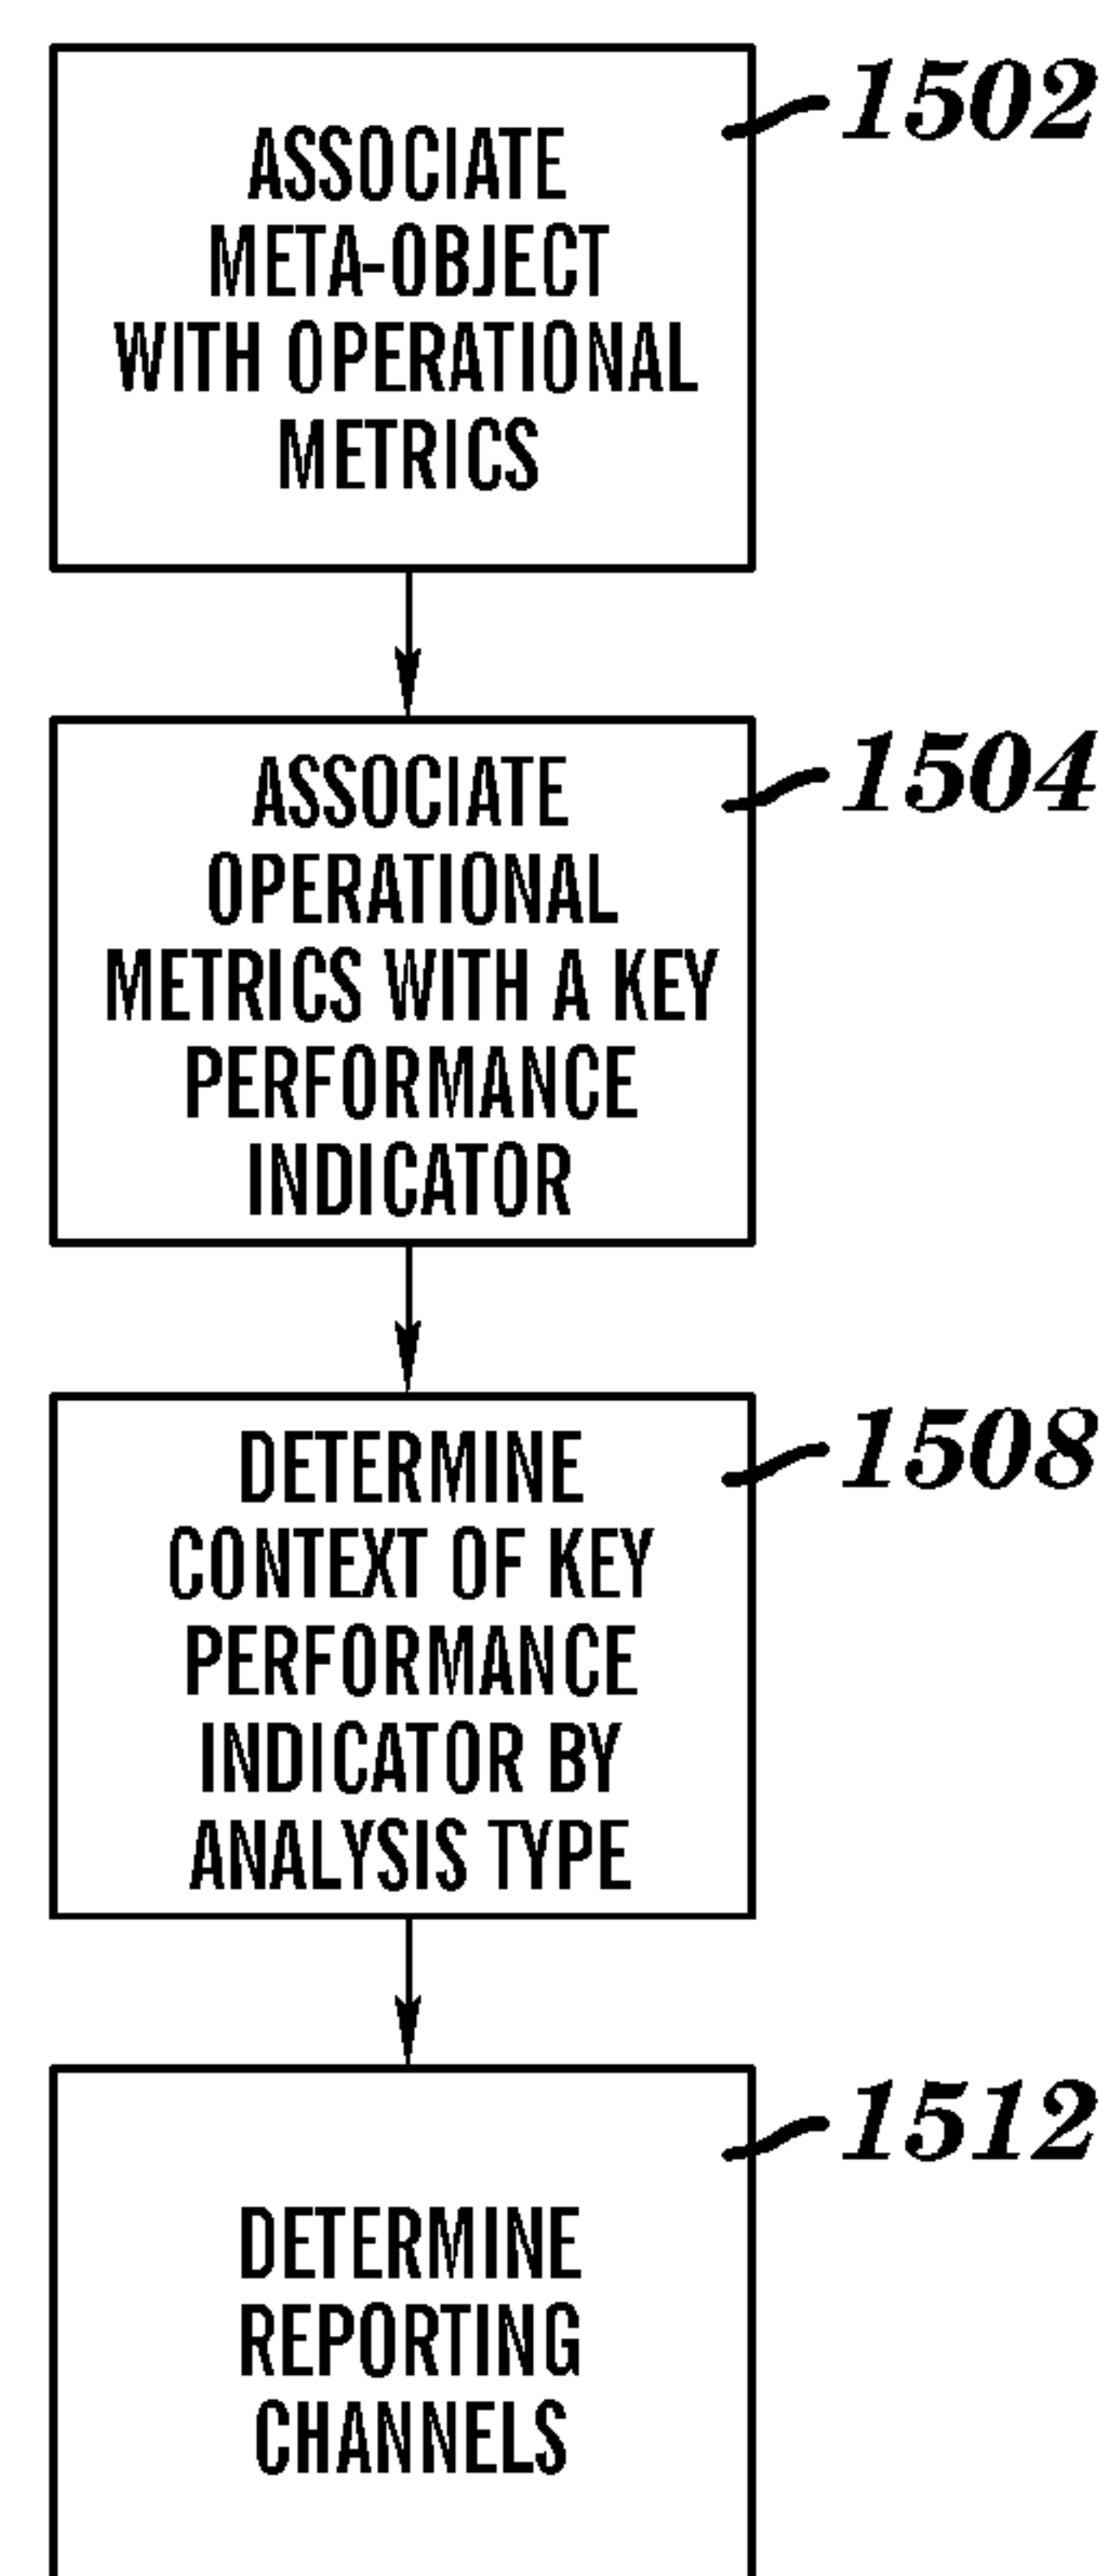 1502
ASSOCIATE
META-OBJECT
WITH OPERATIONAL
METRICS
1504
ASSOCIATE
OPERATIONAL
METRICS WITH A KEY
PERFORMANCE
INDICATOR
1508
DETERMINE
CONTEXT OF KEY
PERFORMANCE
INDICATOR BY
ANALYSIS TYPE
1512
DETERMINE
REPORTING
CHANNELS